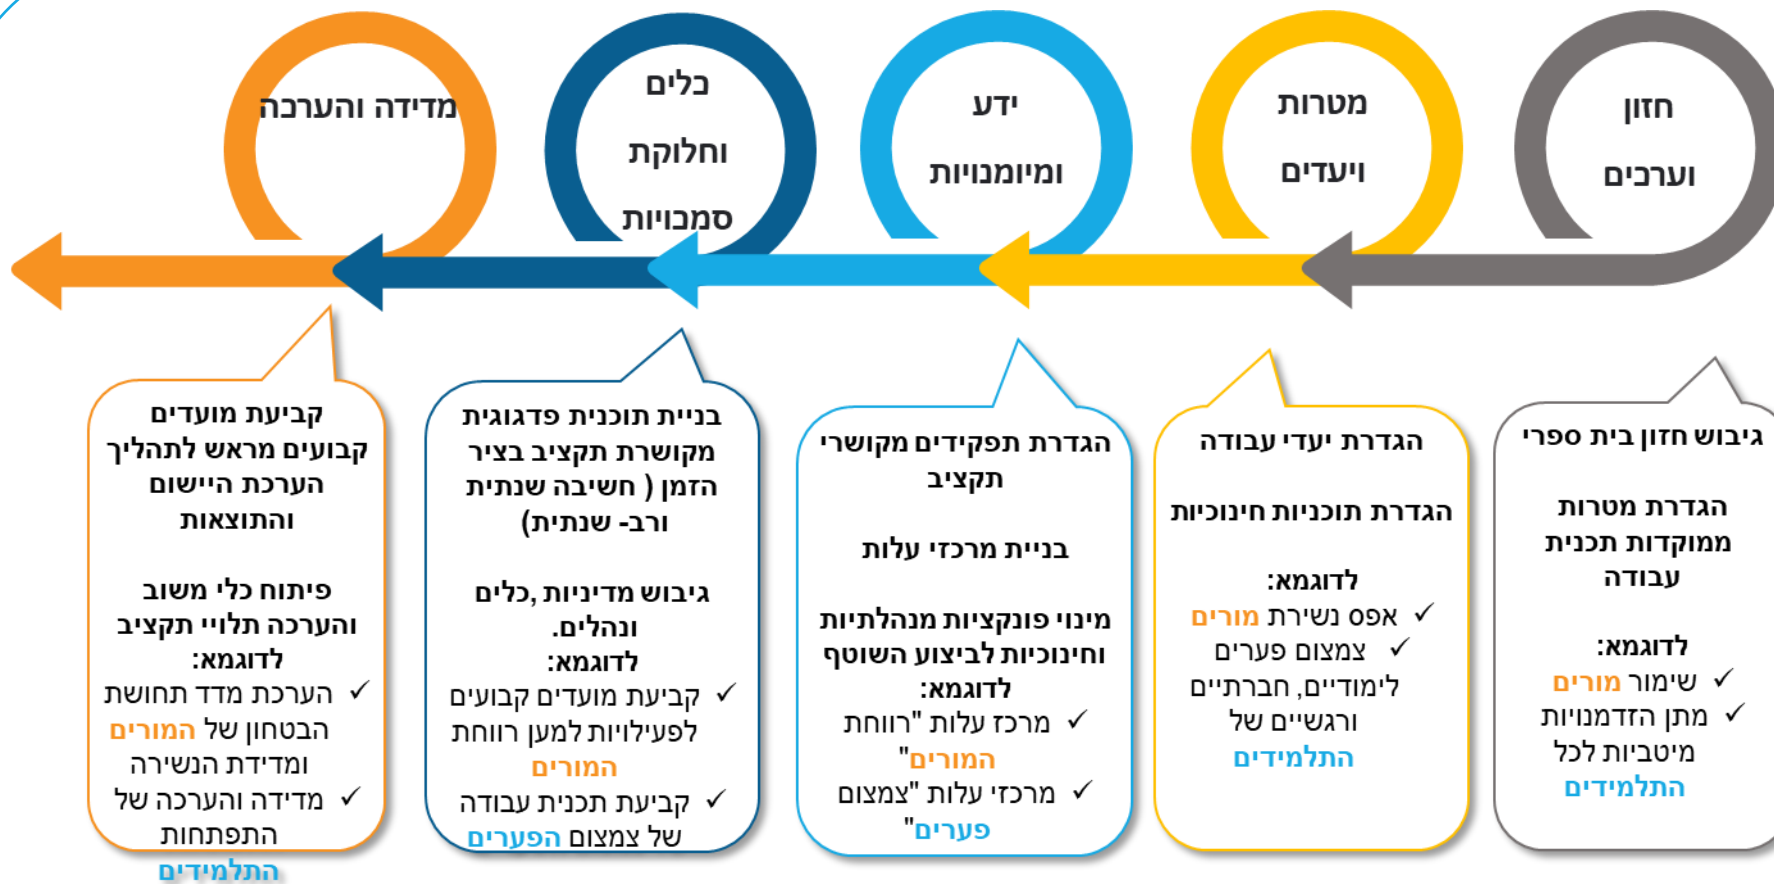 חזון
וערכים
מטרות
ויעדים
ידע
ומיומנויות
כלים
וחלוקת
סמכויות
מדידה והערכה
גיבוש חזון בית ספרי
הגדרת מטרות
ממוקדות תכנית
עבודה
לדוגמא:
✓ שימור מורים
✓ מתן הזדמנויות
מיטביות לכל
התלמידים
הגדרת יעדי עבודה
הגדרת תוכניות חינוכיות
לדוגמא:
✓ אפס נשירת מורים
✓ צמצום פערים
לימודיים, חברתיים
ורגשיים של
התלמידים
הגדרת תפקידים מקושרי
תקציב
בניית מרכזי עלות
מינוי פונקציות מנהלתיות
וחינוכיות לביצוע השוטף
לדוגמא:
✓ מרכז עלות "רווחת
המורים"
✓ מרכזי עלות "צמצום
פערים"
בניית תוכנית פדגוגית
מקושרת תקציב בציר
הזמן ( חשיבה שנתית
ורב- שנתית)
גיבוש מדיניות ,כלים
ונהלים.
לדוגמא:
✓ קביעת מועדים קבועים
לפעילויות למען רווחת
המורים
✓ קביעת תכנית עבודה
של צמצום הפערים
קביעת מועדים
קבועים מראש לתהליך
הערכת היישום
והתוצאות
פיתוח כלי משוב
והערכה תלויי תקציב
לדוגמא:
✓ הערכת מדד תחושת
הבטחון של המורים
ומדידת הנשירה
✓ מדידה והערכה של
התפתחות
התלמידים